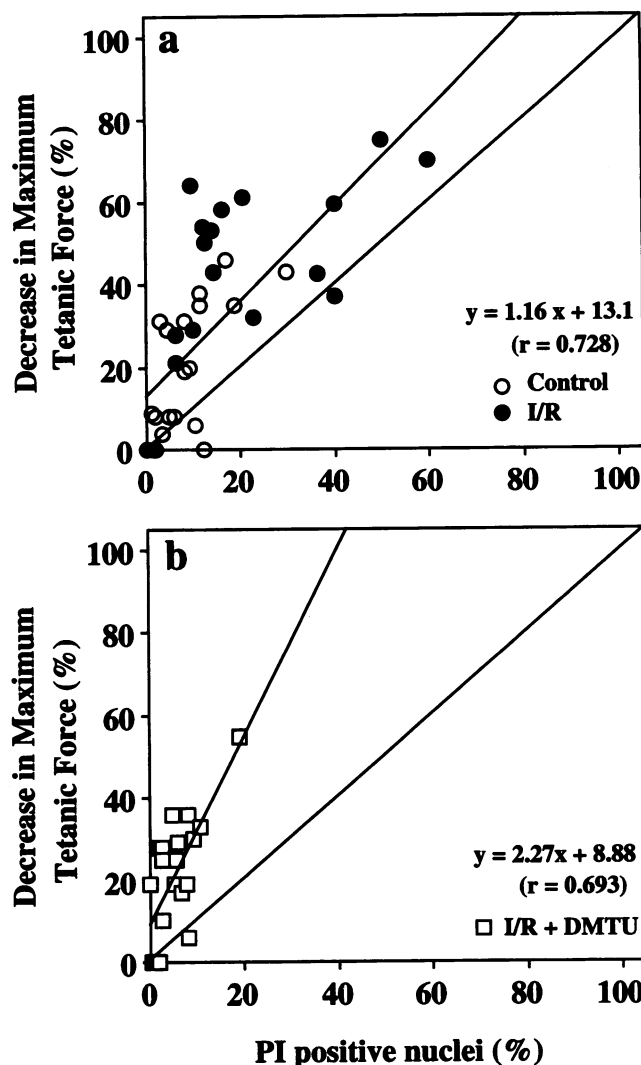 a
100
80
60
40
20
0
Decrease in Maximum
Tetanic Force (%)
y = 1.16 x + 13.1
(r = 0.728)
Control
I/R
0 20 40 60 80 100
b
100
80
60
40
20
0
Decrease in Maximum
Tetanic Force (%)
y = 2.27x + 8.88
(r = 0.693)
I/R + DMTU
0 20 40 60 80 100
PI positive nuclei (%)